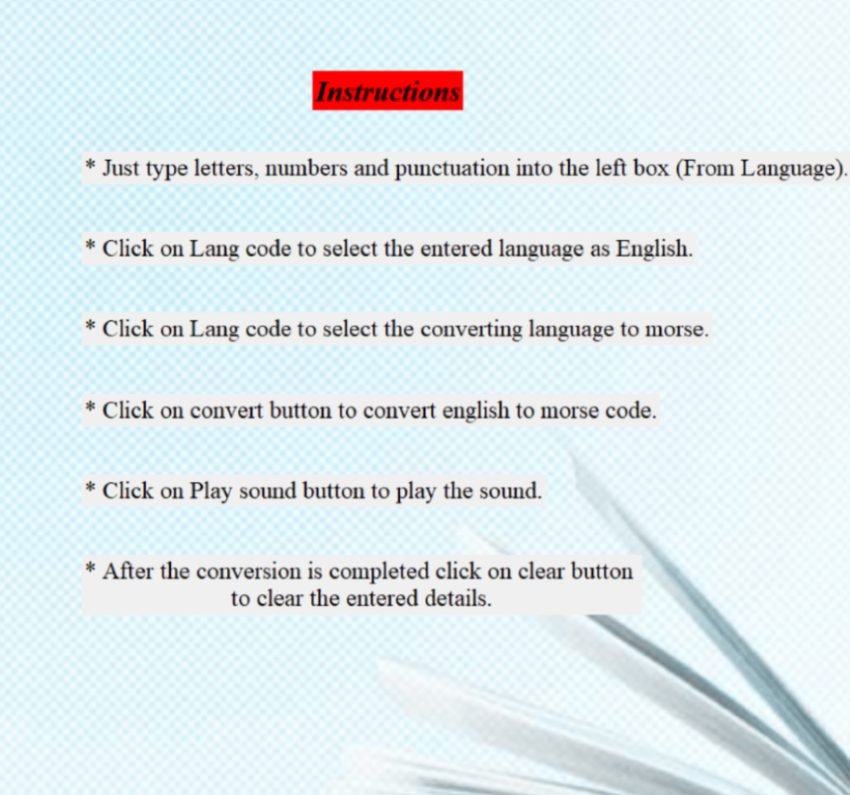 Instructions
* Just type letters, numbers and punctuation into the left box (From Language).
* Click on Lang code to select the entered language as English.
* Click on Lang code to select the converting language to morse.
* Click on convert button to convert english to morse code.
* Click on Play sound button to play the sound.
* After the conversion is completed click on clear button
to clear the entered details.